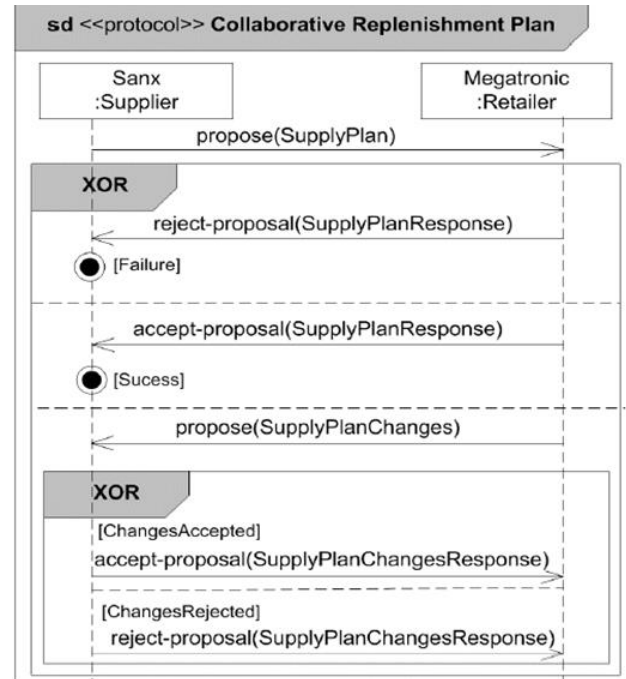 sd <<protocol>> Collaborative Replenishment Plan
Sanx
:Supplier
Megatronic
:Retailer
propose(SupplyPlan)
XOR
reject-proposal(SupplyPlanResponse)
[Failure]
accept-proposal(SupplyPlanResponse)
[Sucess]
propose(SupplyPlanChanges)
XOR
[ChangesAccepted]
accept-proposal(SupplyPlanChangesResponse)
[ChangesRejected]
reject-proposal(SupplyPlanChangesResponse)